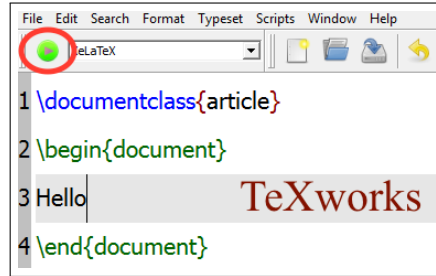 File Edit Search Format Typeset Scripts Window Help
XeLaTeX
1 \documentclass{article}
2 \begin{document}
3 Hello TeXworks
4 \end{document}